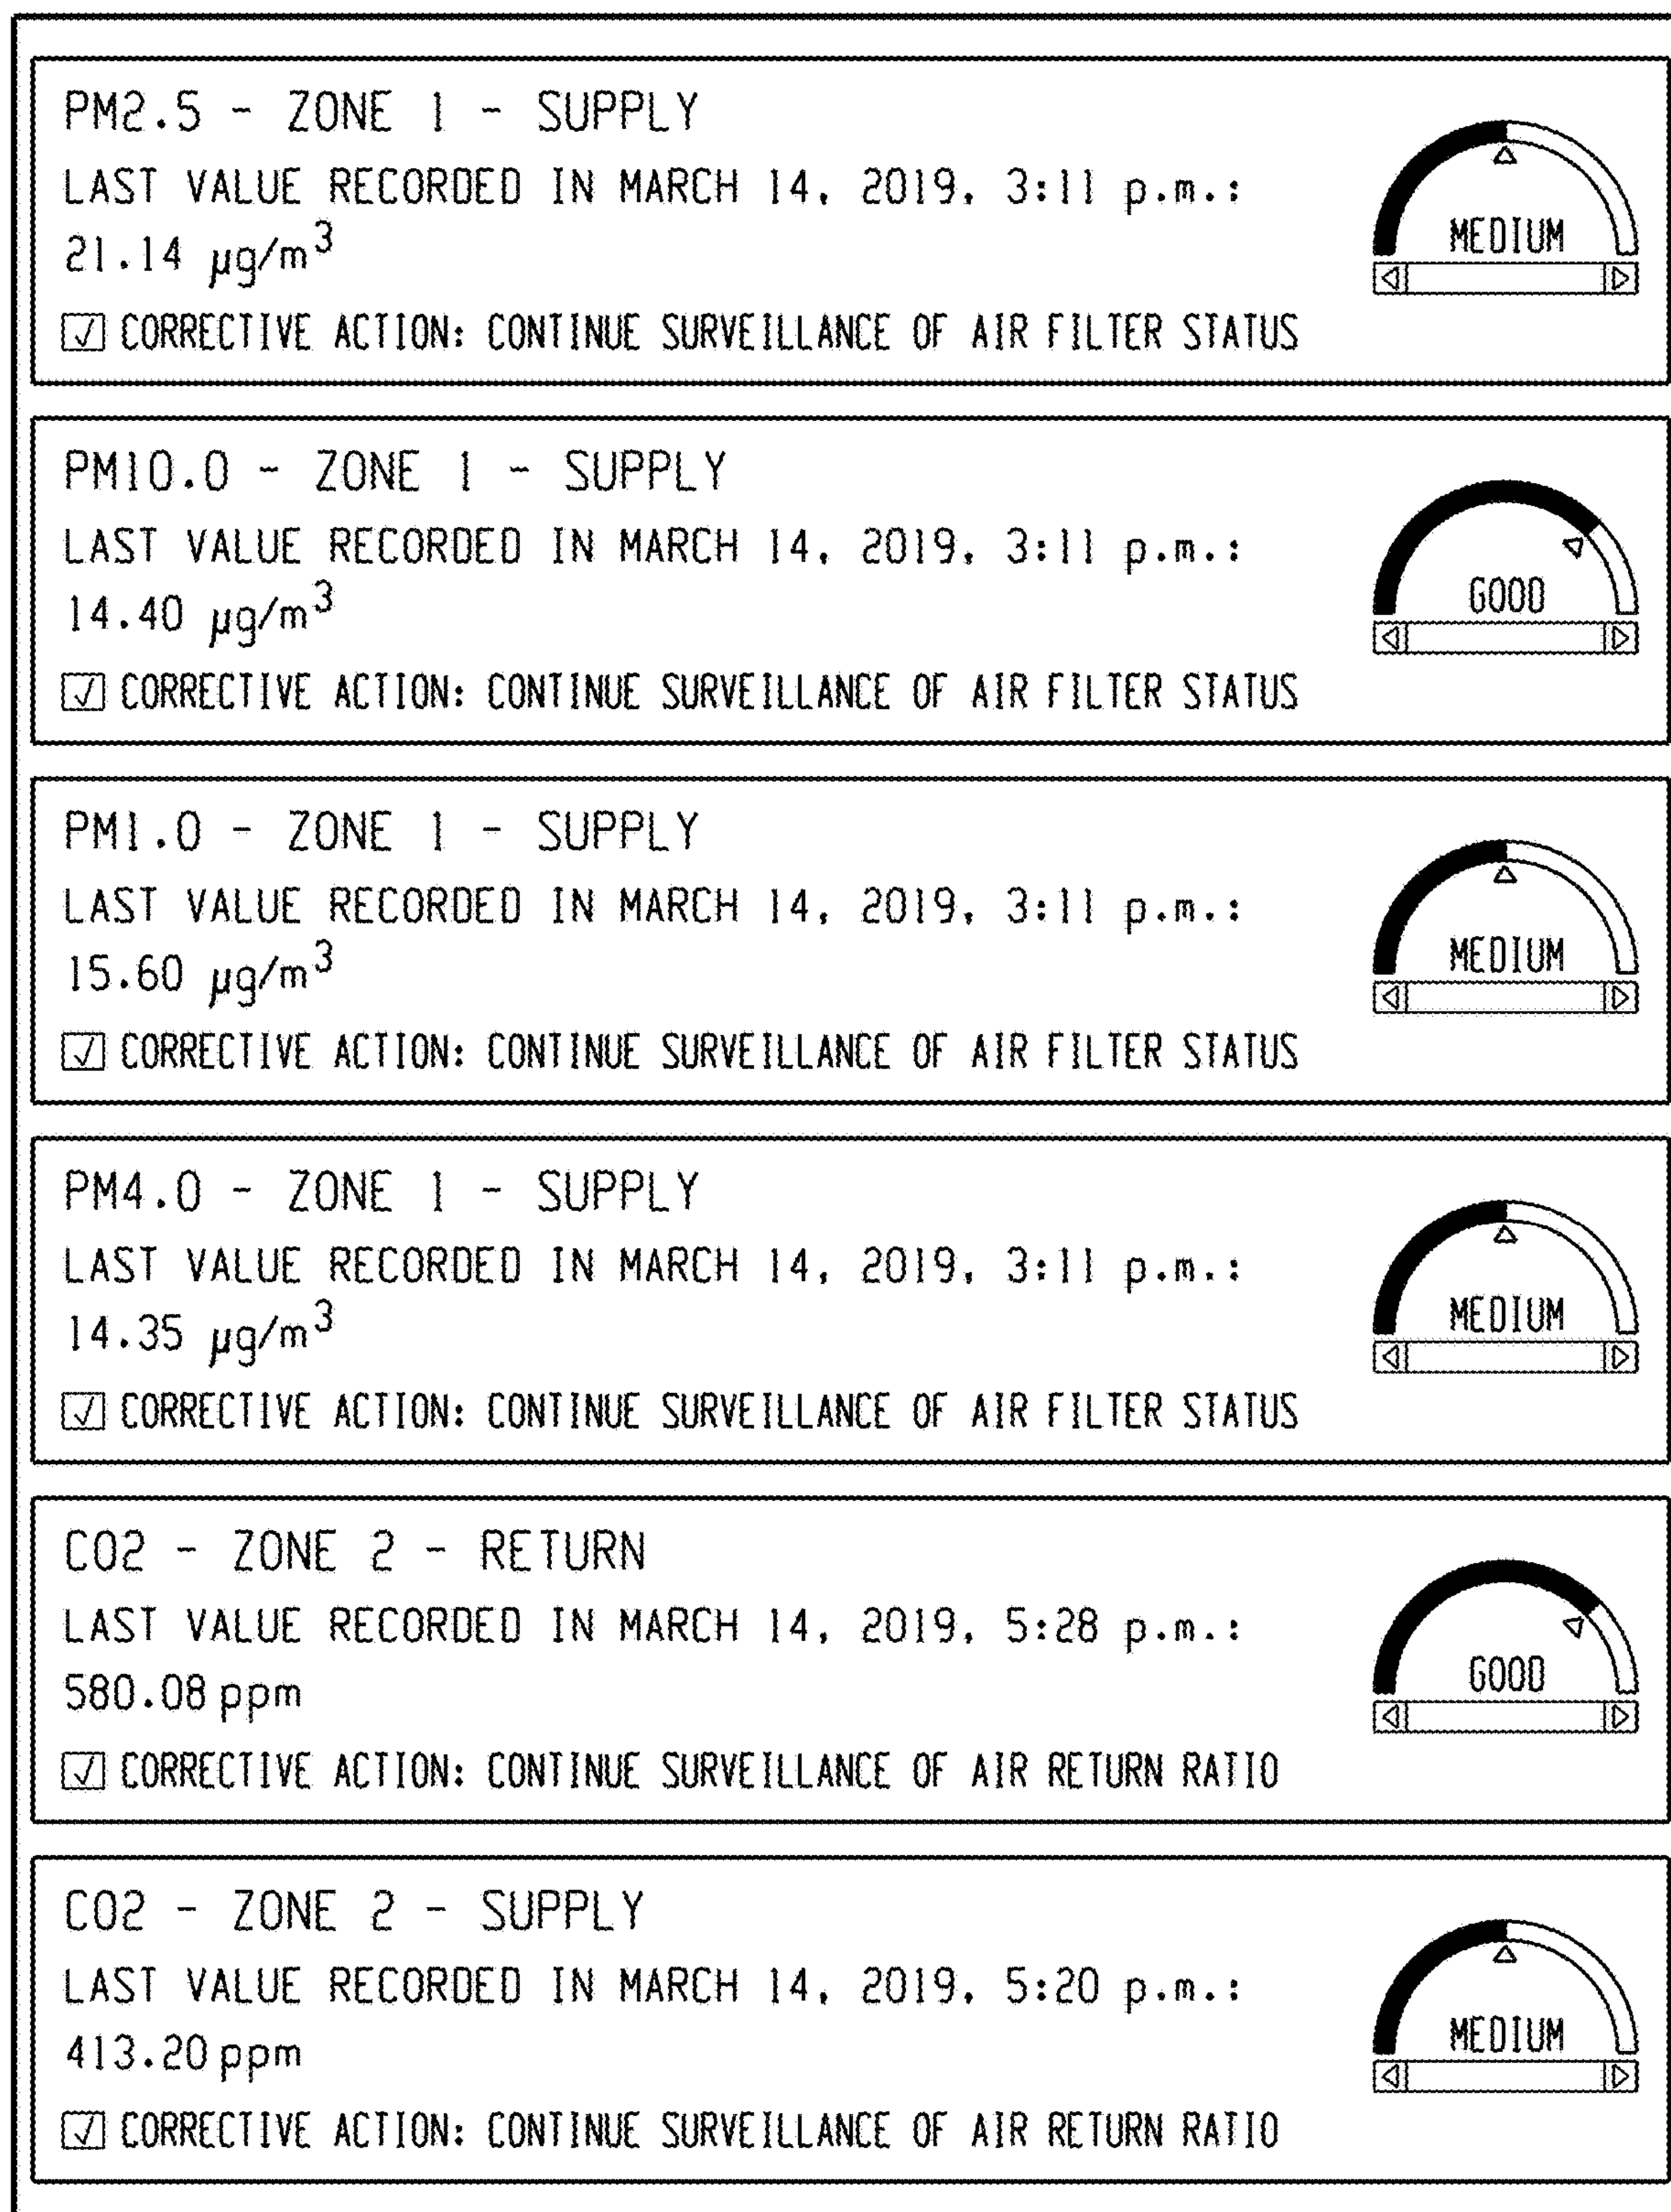 PM2.5 - ZONE 1 - SUPPLY
LAST VALUE RECORDED IN MARCH 14, 2019, 3:11 p.m.:
21.14 µg/m³
☑ CORRECTIVE ACTION: CONTINUE SURVEILLANCE OF AIR FILTER STATUS
MEDIUM
PM10.0 - ZONE 1 - SUPPLY
LAST VALUE RECORDED IN MARCH 14, 2019, 3:11 p.m.:
14.40 µg/m³
☑ CORRECTIVE ACTION: CONTINUE SURVEILLANCE OF AIR FILTER STATUS
GOOD
PM1.0 - ZONE 1 - SUPPLY
LAST VALUE RECORDED IN MARCH 14, 2019, 3:11 p.m.:
15.60 µg/m³
☑ CORRECTIVE ACTION: CONTINUE SURVEILLANCE OF AIR FILTER STATUS
MEDIUM
PM4.0 - ZONE 1 - SUPPLY
LAST VALUE RECORDED IN MARCH 14, 2019, 3:11 p.m.:
14.35 µg/m³
☑ CORRECTIVE ACTION: CONTINUE SURVEILLANCE OF AIR FILTER STATUS
MEDIUM
CO2 - ZONE 2 - RETURN
LAST VALUE RECORDED IN MARCH 14, 2019, 5:28 p.m.:
580.08 ppm
☑ CORRECTIVE ACTION: CONTINUE SURVEILLANCE OF AIR RETURN RATIO
GOOD
CO2 - ZONE 2 - SUPPLY
LAST VALUE RECORDED IN MARCH 14, 2019, 5:20 p.m.:
413.20 ppm
☑ CORRECTIVE ACTION: CONTINUE SURVEILLANCE OF AIR RETURN RATIO
MEDIUM